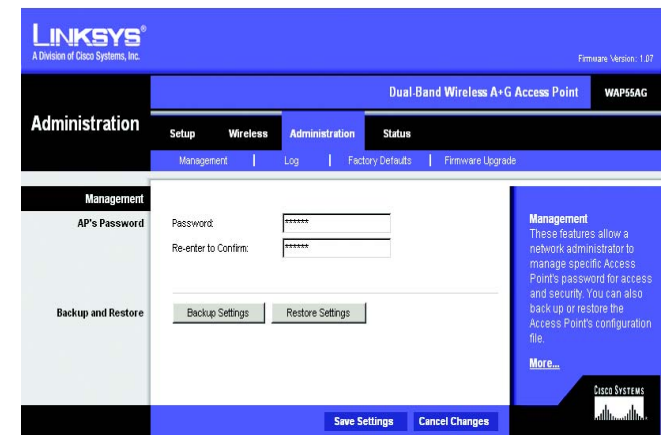 LINKSYS®
A Division of Cisco Systems, Inc.
Firmware Version: 1.07
Dual-Band Wireless A+G Access Point WAP55AG
Administration
Setup Wireless Administration Status
Management | Log | Factory Defaults | Firmware Upgrade
Management
AP's Password
Password:
******
Re-enter to Confirm:
******
Backup and Restore
Backup Settings Restore Settings
Management
These features allow a
network administrator to
manage specific Access
Point's password for access
and security. You can also
back up or restore the
Access Point's configuration
file.
More...
CISCO SYSTEMS
Save Settings Cancel Changes